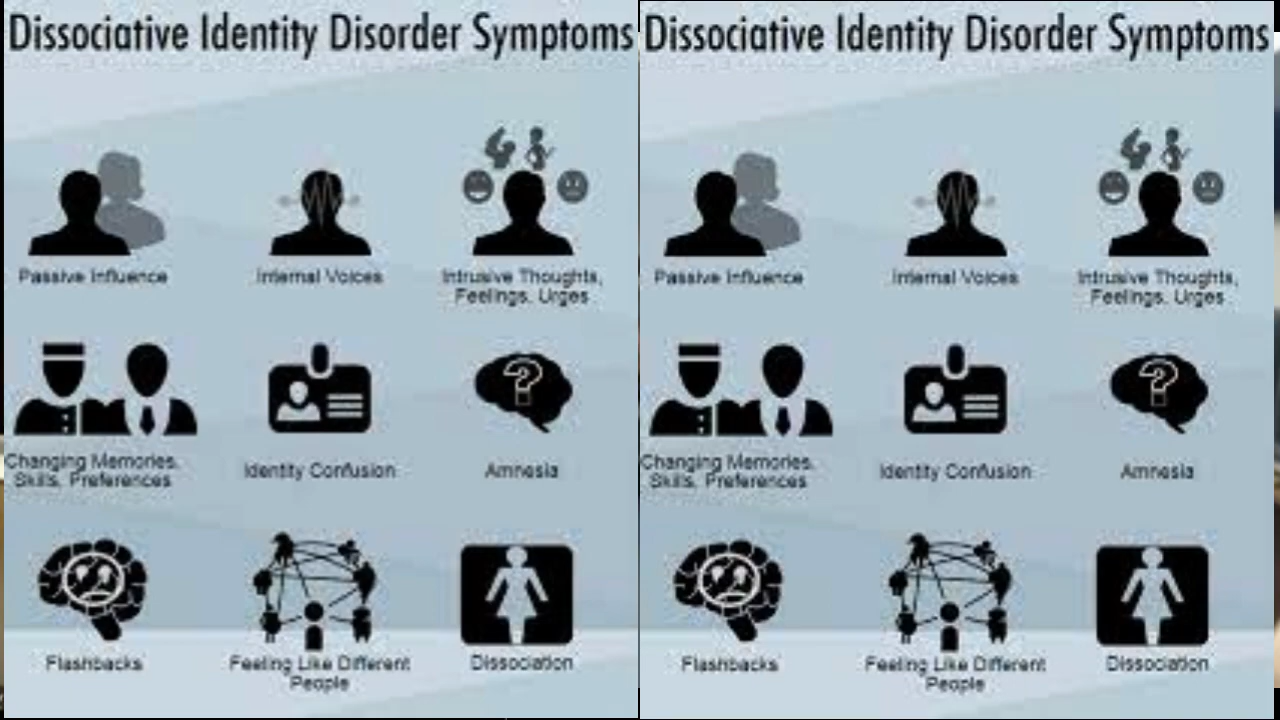 Dissociative Identity Disorder Symptoms
Passive Influence
Internal Voices
Intrusive Thoughts,
Feelings, Urges
Changing Memories,
Skills, Preferences
Identity Confusion
Amnesia
Flashbacks
Feeling Like Different
People
Dissociation
Dissociative Identity Disorder Symptoms
Passive Influence
Internal Voices
Intrusive Thoughts,
Feelings, Urges
Changing Memories,
Skills, Preferences
Identity Confusion
Amnesia
Flashbacks
Feeling Like Different
People
Dissociation